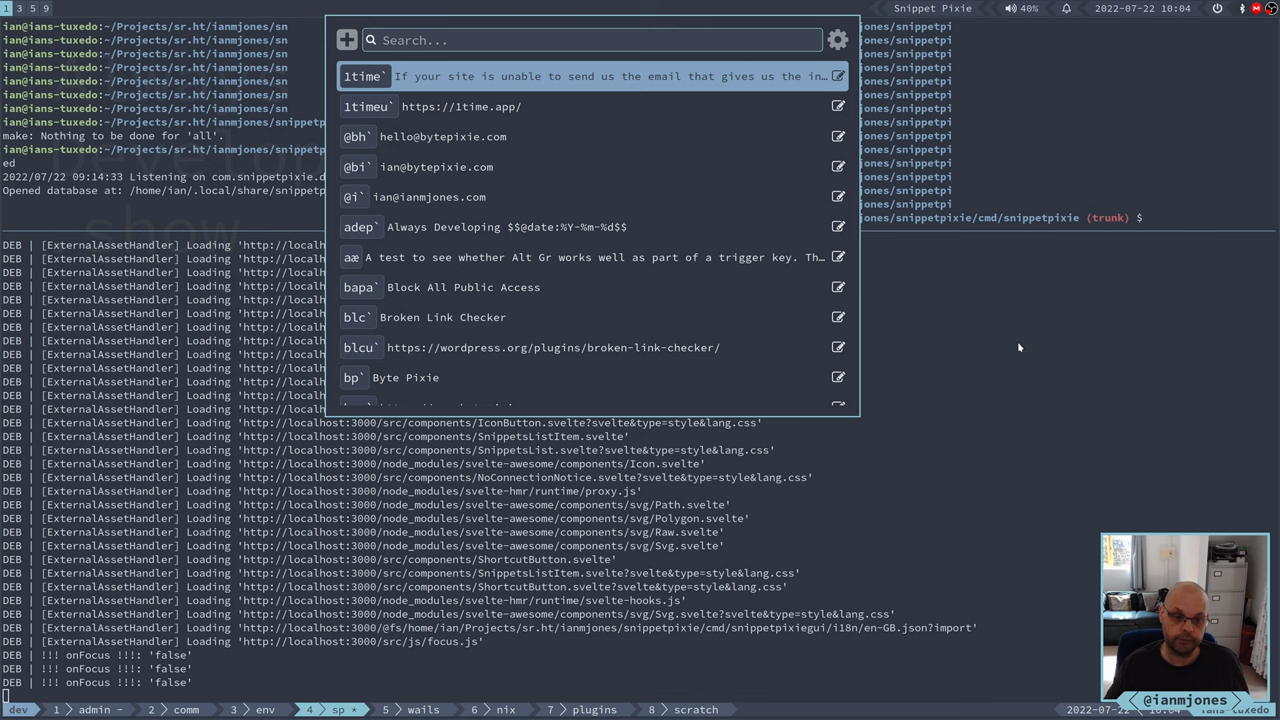 1 3 5 9
Snippet Pixie
40%
2022-07-22 10:04
ian@ians-tuxedo:~/Projects/sr.ht/ianmjones/sn
ian@ians-tuxedo:~/Projects/sr.ht/ianmjones/sn
ian@ians-tuxedo:~/Projects/sr.ht/ianmjones/sn
ian@ians-tuxedo:~/Projects/sr.ht/ianmjones/sn
ian@ians-tuxedo:~/Projects/sr.ht/ianmjones/sn
ian@ians-tuxedo:~/Projects/sr.ht/ianmjones/sn
ian@ians-tuxedo:~/Projects/sr.ht/ianmjones/sn
ian@ians-tuxedo:~/Projects/sr.ht/ianmjones/snippetp
make: Nothing to be done for 'all'.
ian@ians-tuxedo:~/Projects/sr.ht/ianmjones/snippetp
ed
2022/07/22 09:14:33 Listening on com.snippetpixie.d
Opened database at: /home/ian/.local/share/snippetp
Develop
show
Search...
1time` If your site is unable to send us the email that gives us the in…
1timeu` https://1time.app/
@bh` hello@bytepixie.com
@bi` ian@bytepixie.com
@i` ian@ianmjones.com
adep` Always Developing $$@date:%Y-%m-%d$$
aæ A test to see whether Alt Gr works well as part of a trigger key. Th…
bapa` Block All Public Access
blc` Broken Link Checker
blcu` https://wordpress.org/plugins/broken-link-checker/
bp` Byte Pixie
jones/snippetpi
jones/snippetpi
jones/snippetpi
jones/snippetpi
jones/snippetpi
jones/snippetpi
jones/snippetpi
jones/snippetpi
jones/snippetpi
jones/snippetpi
jones/snippetpi
jones/snippetpi
jones/snippetpi
jones/snippetpi
jones/snippetpixie/cmd/snippetpixie (trunk) $
DEB | [ExternalAssetHandler] Loading 'http://localh
DEB | [ExternalAssetHandler] Loading 'http://localh
DEB | [ExternalAssetHandler] Loading 'http://localh
DEB | [ExternalAssetHandler] Loading 'http://localh
DEB | [ExternalAssetHandler] Loading 'http://localh
DEB | [ExternalAssetHandler] Loading 'http://localh
DEB | [ExternalAssetHandler] Loading 'http://localh
DEB | [ExternalAssetHandler] Loading 'http://localh
DEB | [ExternalAssetHandler] Loading 'http://localh
DEB | [ExternalAssetHandler] Loading 'http://localh
DEB | [ExternalAssetHandler] Loading 'http://localh
DEB | [ExternalAssetHandler] Loading 'http://localh
DEB | [ExternalAssetHandler] Loading 'http://localh
DEB | [ExternalAssetHandler] Loading 'http://localhost:3000/src/components/IconButton.svelte?svelte&type=style&lang.css'
DEB | [ExternalAssetHandler] Loading 'http://localhost:3000/src/components/SnippetsListItem.svelte'
DEB | [ExternalAssetHandler] Loading 'http://localhost:3000/src/components/SnippetsList.svelte?svelte&type=style&lang.css'
DEB | [ExternalAssetHandler] Loading 'http://localhost:3000/node_modules/svelte-awesome/components/Icon.svelte'
DEB | [ExternalAssetHandler] Loading 'http://localhost:3000/src/components/NoConnectionNotice.svelte?svelte&type=style&lang.css'
DEB | [ExternalAssetHandler] Loading 'http://localhost:3000/node_modules/svelte-hmr/runtime/proxy.js'
DEB | [ExternalAssetHandler] Loading 'http://localhost:3000/node_modules/svelte-awesome/components/svg/Path.svelte'
DEB | [ExternalAssetHandler] Loading 'http://localhost:3000/node_modules/svelte-awesome/components/svg/Polygon.svelte'
DEB | [ExternalAssetHandler] Loading 'http://localhost:3000/node_modules/svelte-awesome/components/svg/Raw.svelte'
DEB | [ExternalAssetHandler] Loading 'http://localhost:3000/node_modules/svelte-awesome/components/svg/Svg.svelte'
DEB | [ExternalAssetHandler] Loading 'http://localhost:3000/src/components/ShortcutButton.svelte'
DEB | [ExternalAssetHandler] Loading 'http://localhost:3000/src/components/SnippetsListItem.svelte?svelte&type=style&lang.css'
DEB | [ExternalAssetHandler] Loading 'http://localhost:3000/src/components/ShortcutButton.svelte?svelte&type=style&lang.css'
DEB | [ExternalAssetHandler] Loading 'http://localhost:3000/node_modules/svelte-hmr/runtime/svelte-hooks.js'
DEB | [ExternalAssetHandler] Loading 'http://localhost:3000/node_modules/svelte-awesome/components/svg/Svg.svelte?svelte&type=style&lang.css'
DEB | [ExternalAssetHandler] Loading 'http://localhost:3000/@fs/home/ian/Projects/sr.ht/ianmjones/snippetpixie/cmd/snippetpixiegui/i18n/en-GB.json?import'
DEB | [ExternalAssetHandler] Loading 'http://localhost:3000/src/js/focus.js'
DEB | !!! onFocus !!!: 'false'
DEB | !!! onFocus !!!: 'false'
DEB | !!! onFocus !!!: 'false'
@ianmjones
dev 1 admin - 2 comm 3 env 4 sp * 5 wails 6 nix 7 plugins 8 scratch 2022-07-22 ians-tuxedo